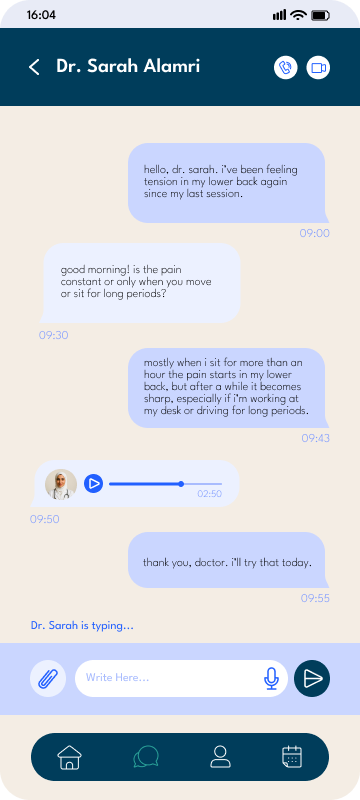 16:04
Dr. Sarah Alamri
hello, dr. sarah. i've been feeling
tension in my lower back again
since my last session.
09:00
good morning! is the pain
constant or only when you move
or sit for long periods?
09:30
mostly when i sit for more than an
hour the pain starts in my lower
back, but after a while it becomes
sharp, especially if i'm working at
my desk or driving for long periods.
09:43
02:50
09:50
thank you, doctor. i'll try that today.
09:55
Dr. Sarah is typing...
Write Here...